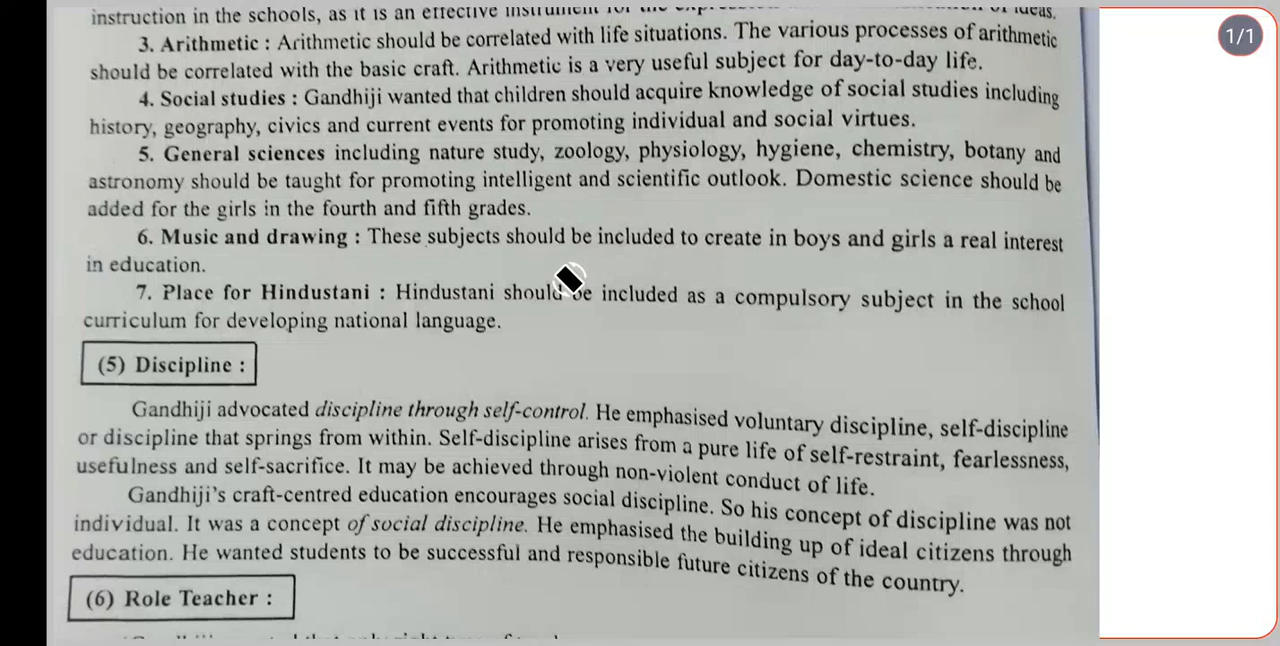 instruction in the schools, as it is an effective instrument for the of ideas.
3. Arithmetic : Arithmetic should be correlated with life situations. The various processes of arithmetic
should be correlated with the basic craft. Arithmetic is a very useful subject for day-to-day life.
4. Social studies : Gandhiji wanted that children should acquire knowledge of social studies including
history, geography, civics and current events for promoting individual and social virtues.
5. General sciences including nature study, zoology, physiology, hygiene, chemistry, botany and
astronomy should be taught for promoting intelligent and scientific outlook. Domestic science should be
added for the girls in the fourth and fifth grades.
6. Music and drawing : These subjects should be included to create in boys and girls a real interest
in education.
7. Place for Hindustani : Hindustani should be included as a compulsory subject in the school
curriculum for developing national language.
(5) Discipline :
Gandhiji advocated discipline through self-control. He emphasised voluntary discipline, self-discipline
or discipline that springs from within. Self-discipline arises from a pure life of self-restraint, fearlessness,
usefulness and self-sacrifice. It may be achieved through non-violent conduct of life.
Gandhiji's craft-centred education encourages social discipline. So his concept of discipline was not
individual. It was a concept of social discipline. He emphasised the building up of ideal citizens through
education. He wanted students to be successful and responsible future citizens of the country.
(6) Role Teacher :
1/1